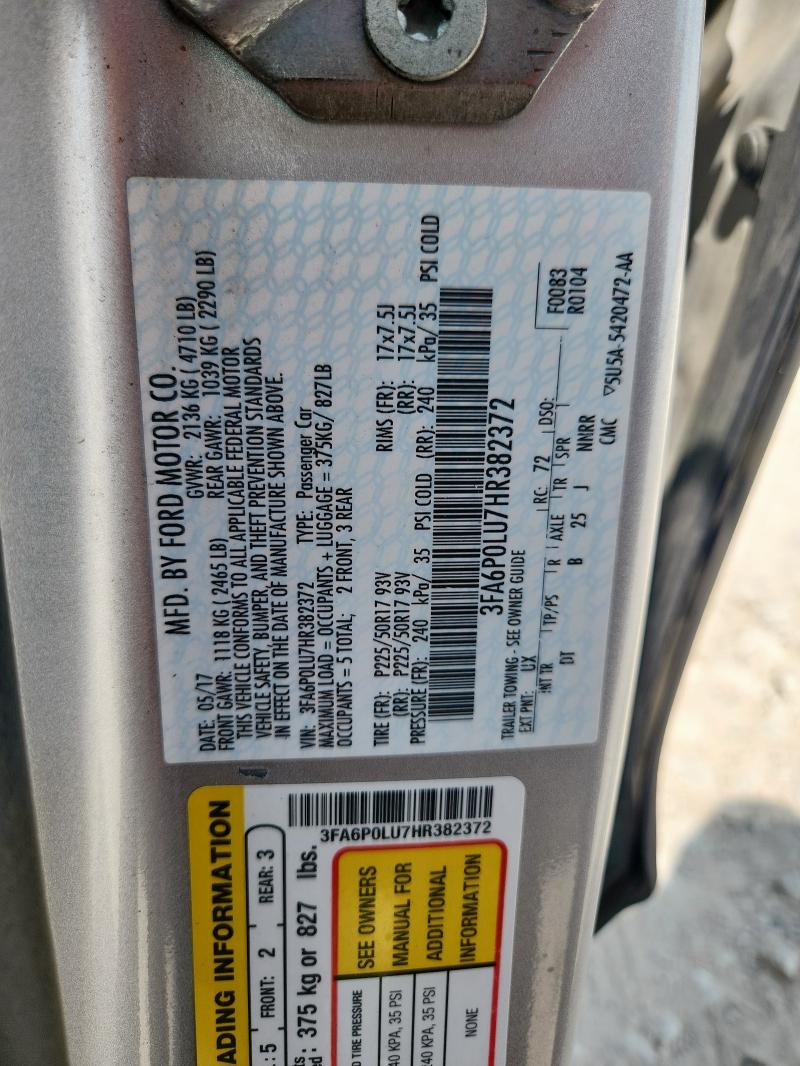 MFD. BY FORD MOTOR CO.
DATE: 05/17 GVWR: 2136 KG ( 4710 LB)
FRONT GAWR: 1118 KG ( 2465 LB) REAR GAWR: 1039 KG ( 2290 LB)
THIS VEHICLE CONFORMS TO ALL APPLICABLE FEDERAL MOTOR
VEHICLE SAFETY, BUMPER, AND THEFT PREVENTION STANDARDS
IN EFFECT ON THE DATE OF MANUFACTURE SHOWN ABOVE.
VIN: 3FA6P0LU7HR382372 TYPE: Passenger Car
MAXIMUM LOAD = OCCUPANTS + LUGGAGE = 375KG/ 827LB
OCCUPANTS = 5 TOTAL; 2 FRONT, 3 REAR
TIRE (FR): P225/50R17 93V RIMS (FR): 17x7.5J
(RR): P225/50R17 93V (RR): 17x7.5J
PRESSURE (FR): 240 kPa/ 35 PSI COLD (RR): 240 kPa/ 35 PSI COLD
3FA6P0LU7HR382372
TRAILER TOWING - SEE OWNER GUIDE
EXT PNT: UX RC: 72 DSO: F0083
INT TR TP/PS R AXLE TR SPR R0104
DT B 25 J NNRR
CMC ▽5U5A-5420472-AA
ADING INFORMATION
: 5 FRONT: 2 REAR: 3
375 kg or 827 lbs.
3FA6P0LU7HR382372
D TIRE PRESSURE
40 KPA, 35 PSI
240 KPA, 35 PSI
NONE
SEE OWNERS
MANUAL FOR
ADDITIONAL
INFORMATION